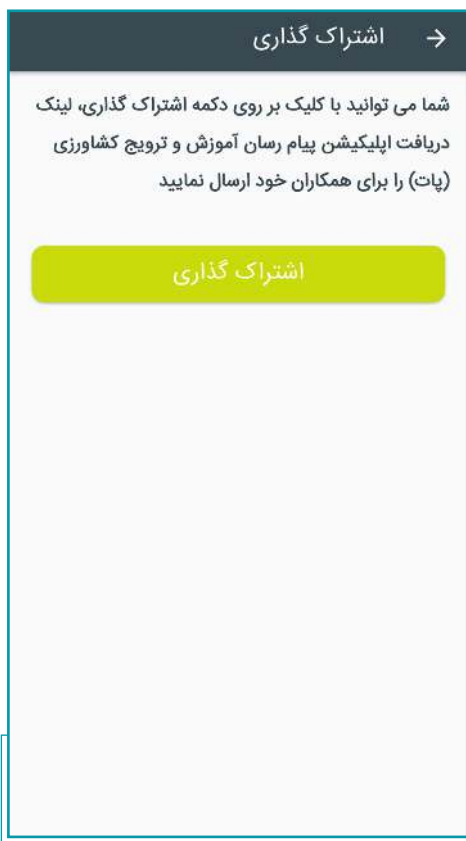 اشتراک گذاری
شما می توانید با کلیک بر روی دکمه اشتراک گذاری، لینک
دریافت اپلیکیشن پیام رسان آموزش و ترویج کشاورزی
(پات) را برای همکاران خود ارسال نمایید
اشتراک گذاری